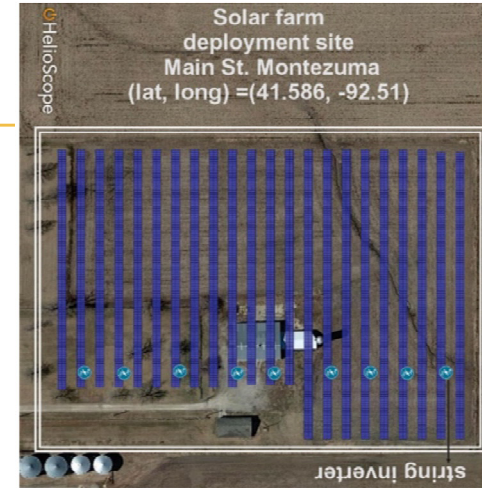 HelioScope
Solar farm
deployment site
Main St. Montezuma
(lat, long) =(41.586, -92.51)
string inverter